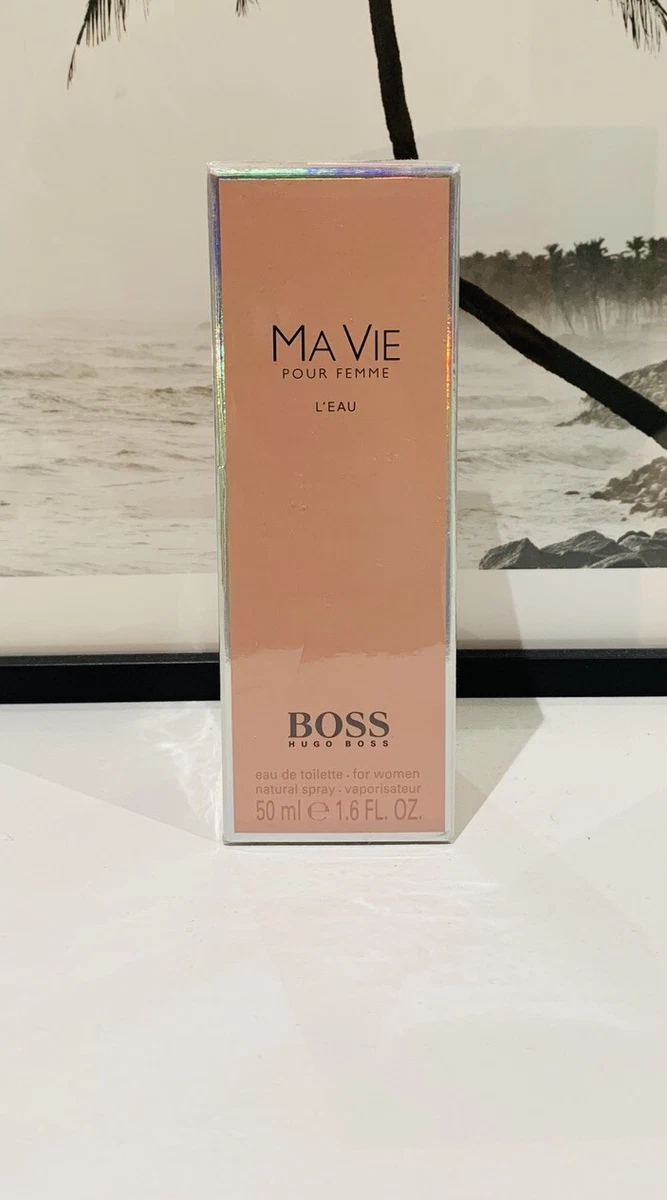 MA VIE
POUR FEMME
L'EAU
BOSS
HUGO BOSS
eau de toilette · for women
natural spray · vaporisateur
50 ml ℮ 1.6 FL. OZ.